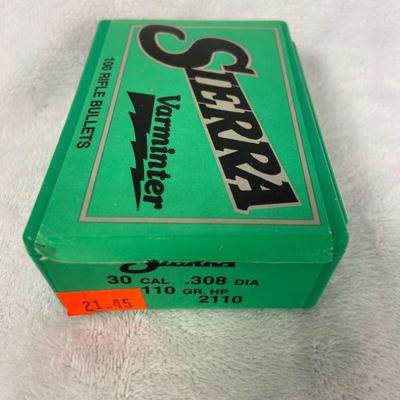 SIERRA
Varminter
100 RIFLE BULLETS
SIERRA
30 CAL .308 DIA
110 GR. HP
2110
21.45